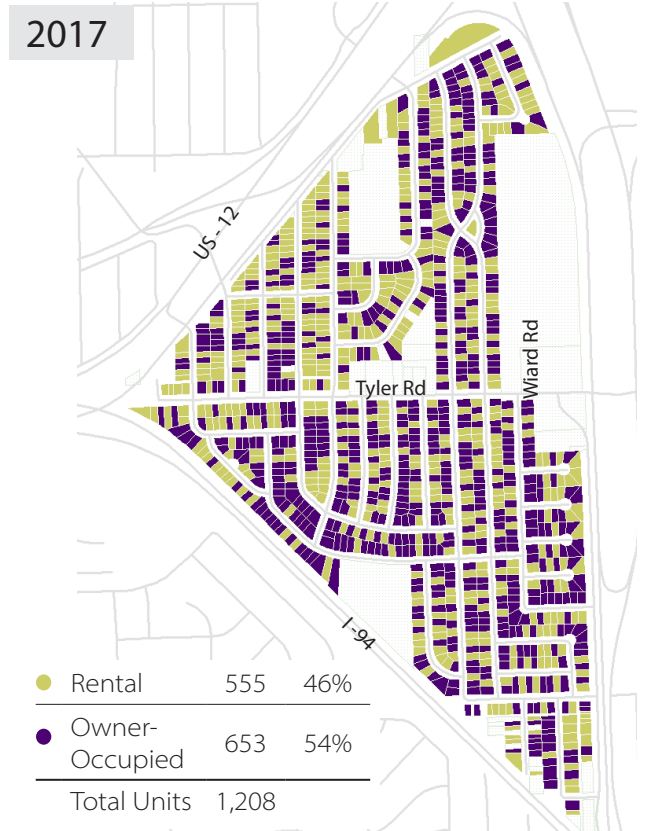 2017
US - 12
Wiard Rd
Tyler Rd
I -94
Rental 555 46%
Owner-
Occupied 653 54%
Total Units 1,208